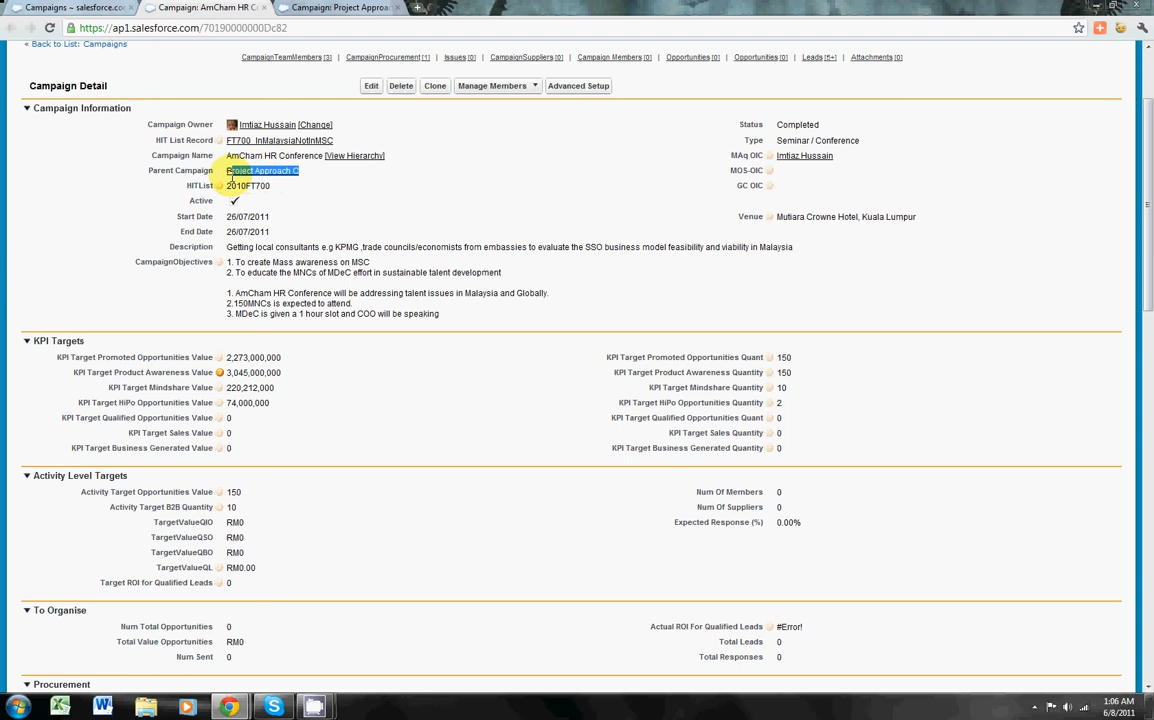 Campaigns ~ salesforce.co
Campaign: AmCham HR C
Campaign: Project Approa
https://ap1.salesforce.com/70190000000Dc82
« Back to List: Campaigns
CampaignTeamMembers [3] CampaignProcurement [1] Issues [0] CampaignSuppliers [0] Campaign Members [0] Opportunities [0] Opportunities [0] Leads [5+] Attachments [0]
Campaign Detail Edit Delete Clone Manage Members Advanced Setup
Campaign Information
Campaign Owner Imtiaz Hussain [Change] Status Completed
HIT List Record FT700_InMalaysiaNotInMSC Type Seminar / Conference
Campaign Name AmCham HR Conference [View Hierarchy] MAq OIC Imtiaz Hussain
Parent Campaign Project Approach C MOS-OIC
HITList 2010FT700 GC OIC
Active ✓
Start Date 26/07/2011 Venue Mutiara Crowne Hotel, Kuala Lumpur
End Date 26/07/2011
Description Getting local consultants e.g KPMG ,trade councils/economists from embassies to evaluate the SSO business model feasibility and viability in Malaysia
CampaignObjectives 1. To create Mass awareness on MSC
2. To educate the MNCs of MDeC effort in sustainable talent development
1. AmCham HR Conference will be addressing talent issues in Malaysia and Globally.
2.150MNCs is expected to attend.
3. MDeC is given a 1 hour slot and COO will be speaking
KPI Targets
KPI Target Promoted Opportunities Value 2,273,000,000 KPI Target Promoted Opportunities Quant 150
KPI Target Product Awareness Value 3,045,000,000 KPI Target Product Awareness Quantity 150
KPI Target Mindshare Value 220,212,000 KPI Target Mindshare Quantity 10
KPI Target HiPo Opportunities Value 74,000,000 KPI Target HiPo Opportunities Quantity 2
KPI Target Qualified Opportunities Value 0 KPI Target Qualified Opportunities Quant 0
KPI Target Sales Value 0 KPI Target Sales Quantity 0
KPI Target Business Generated Value 0 KPI Target Business Generated Quantity 0
Activity Level Targets
Activity Target Opportunities Value 150 Num Of Members 0
Activity Target B2B Quantity 10 Num Of Suppliers 0
TargetValueQIO RM0 Expected Response (%) 0.00%
TargetValueQSO RM0
TargetValueQBO RM0
TargetValueQL RM0.00
Target ROI for Qualified Leads 0
To Organise
Num Total Opportunities 0 Actual ROI For Qualified Leads #Error!
Total Value Opportunities RM0 Total Leads 0
Num Sent 0 Total Responses 0
Procurement
1:06 AM
6/8/2011